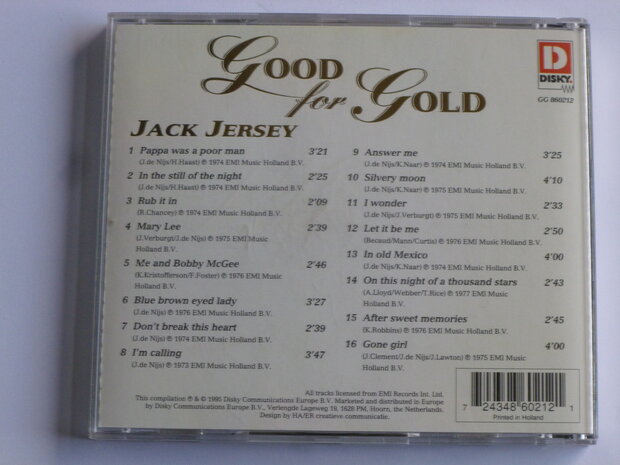 GOOD
for GOLD
D
DISKY.
GG 860212
JACK JERSEY
1 Pappa was a poor man 3'21
(J.de Nijs/H.Haast) ℗ 1974 EMI Music Holland B.V.
2 In the still of the night 2'25
(J.de Nijs/H.Haast) ℗ 1974 EMI Music Holland B.V.
3 Rub it in 2'09
(R.Chancey) ℗ 1974 EMI Music Holland B.V.
4 Mary Lee 2'39
(J.Verburgt/J.de Nijs) ℗ 1975 EMI Music
Holland B.V.
5 Me and Bobby McGee 2'46
(K.Kristofferson/F.Foster) ℗ 1976 EMI Music
Holland B.V.
6 Blue brown eyed lady 3'27
(J.de Nijs) ℗ 1976 EMI Music Holland B.V.
7 Don't break this heart 2'39
(J.de Nijs) ℗ 1974 EMI Music Holland B.V.
8 I'm calling 3'47
(J.de Nijs) ℗ 1973 EMI Music Holland B.V.
9 Answer me 3'25
(J.de Nijs/K.Naar) ℗ 1974 EMI Music Holland B.V.
10 Silvery moon 4'10
(J.de Nijs/K.Naar) ℗ 1975 EMI Music Holland B.V.
11 I wonder 2'33
(J.de Nijs/J.Verburgt) ℗ 1975 EMI Music Holland B.V.
12 Let it be me 2'50
(Becaud/Mann/Curtis) ℗ 1976 EMI Music Holland B.V.
13 In old Mexico 4'00
(J.de Nijs/K.Naar) ℗ 1974 EMI Music Holland B.V.
14 On this night of a thousand stars 2'43
(A.Lloyd/Webber/T.Rice) ℗ 1977 EMI Music
Holland B.V.
15 After sweet memories 2'45
(K.Robbins) ℗ 1976 EMI Music Holland B.V.
16 Gone girl 4'00
(J.Clement/J.de Nijs/J.Lawton) ℗ 1975 EMI Music
Holland B.V.
All tracks licensed from EMI Records Int. Ltd.
This compilation ℗ & © 1995 Disky Communications Europe B.V. Marketed and distributed in Europe
by Disky Communications Europe B.V., Verlengde Lageweg 19, 1628 PM, Hoorn, the Netherlands.
Design by HA/ER creatieve communicatie.
7 24348 60212 1
Printed in Holland